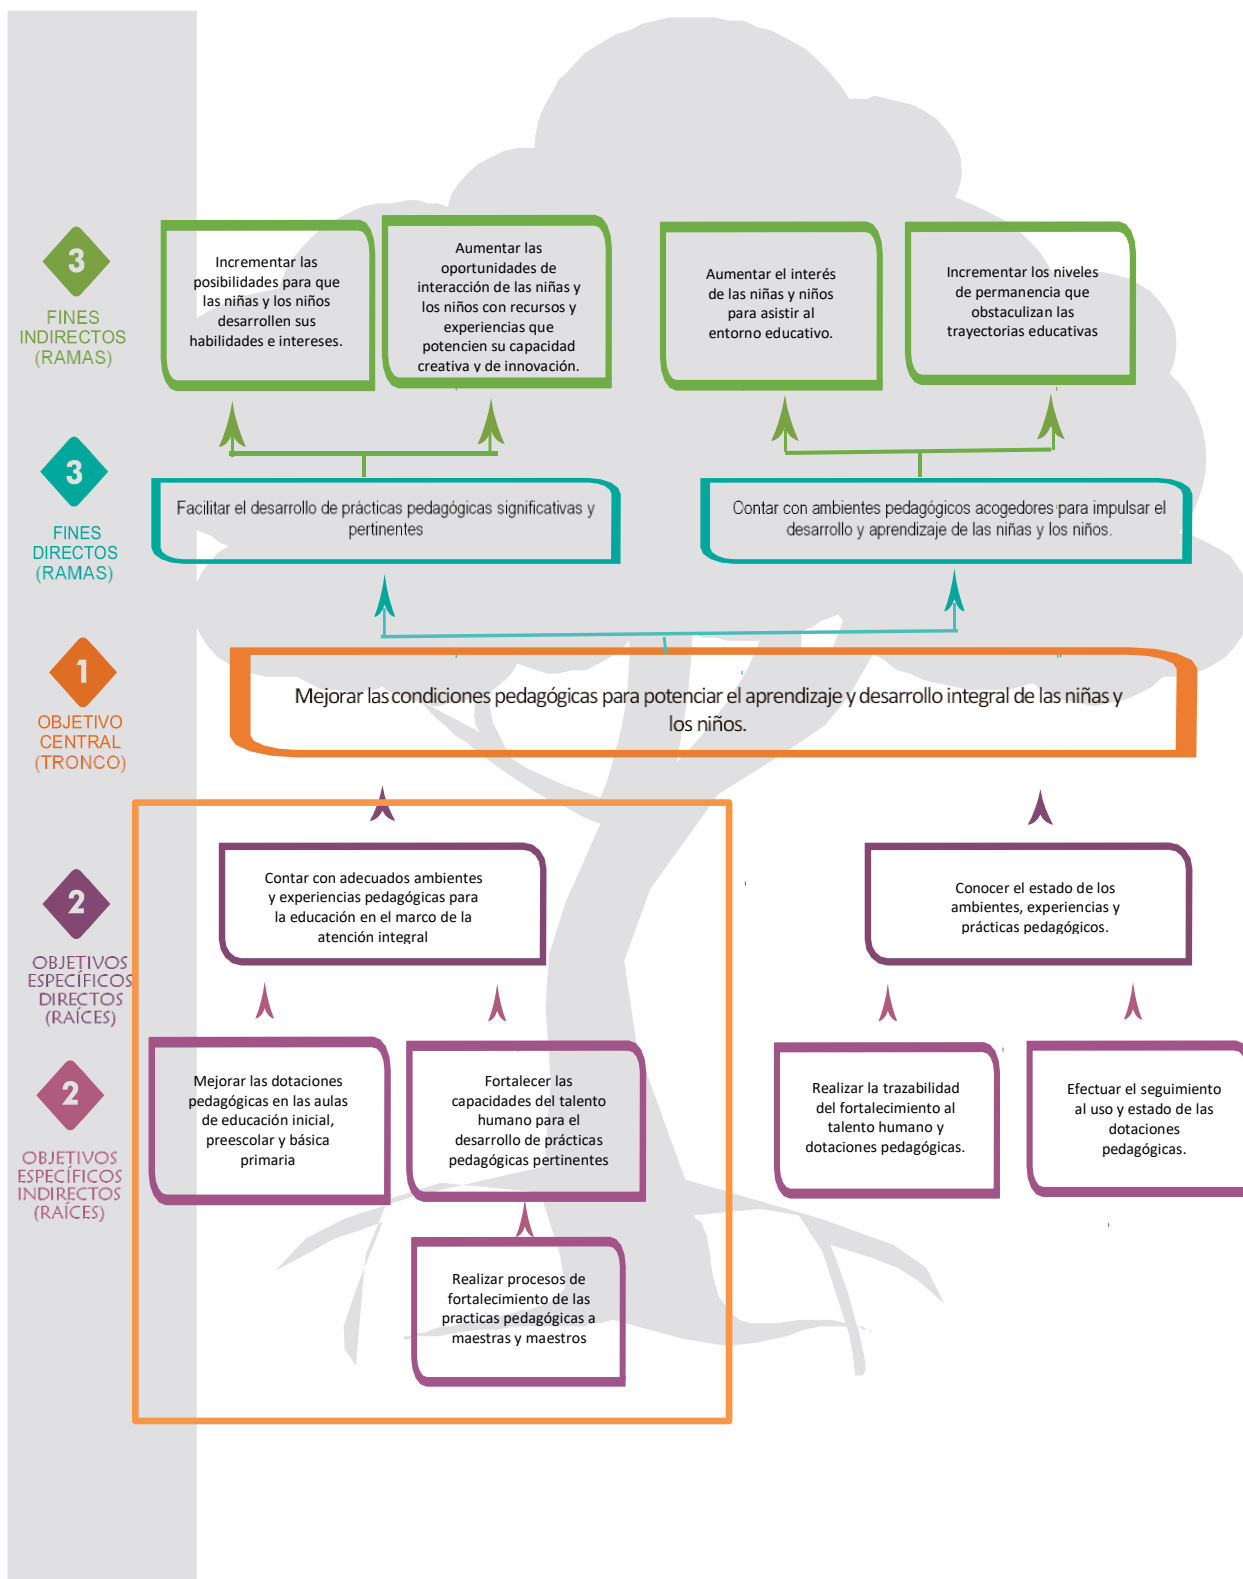 3
FINES
INDIRECTOS
(RAMAS)
Incrementar las
posibilidades para que
las niñas y los niños
desarrollen sus
habilidades e intereses.
Aumentar las
oportunidades de
interacción de las niñas y
los niños con recursos y
experiencias que
potencien su capacidad
creativa y de innovación.
Aumentar el interés
de las niñas y niños
para asistir al
entorno educativo.
Incrementar los niveles
de permanencia que
obstaculizan las
trayectorias educativas
3
FINES
DIRECTOS
(RAMAS)
Facilitar el desarrollo de prácticas pedagógicas significativas y
pertinentes
Contar con ambientes pedagógicos acogedores para impulsar el
desarrollo y aprendizaje de las niñas y los niños.
1
OBJETIVO
CENTRAL
(TRONCO)
Mejorar las condiciones pedagógicas para potenciar el aprendizaje y desarrollo integral de las niñas y
los niños.
2
OBJETIVOS
ESPECÍFICOS
DIRECTOS
(RAÍCES)
Contar con adecuados ambientes
y experiencias pedagógicas para
la educación en el marco de la
atención integral
Conocer el estado de los
ambientes, experiencias y
prácticas pedagógicos.
2
OBJETIVOS
ESPECÍFICOS
INDIRECTOS
(RAÍCES)
Mejorar las dotaciones
pedagógicas en las aulas
de educación inicial,
preescolar y básica
primaria
Fortalecer las
capacidades del talento
humano para el
desarrollo de prácticas
pedagógicas pertinentes
Realizar la trazabilidad
del fortalecimiento al
talento humano y
dotaciones pedagógicas.
Efectuar el seguimiento
al uso y estado de las
dotaciones
pedagógicas.
Realizar procesos de
fortalecimiento de las
practicas pedagógicas a
maestras y maestros